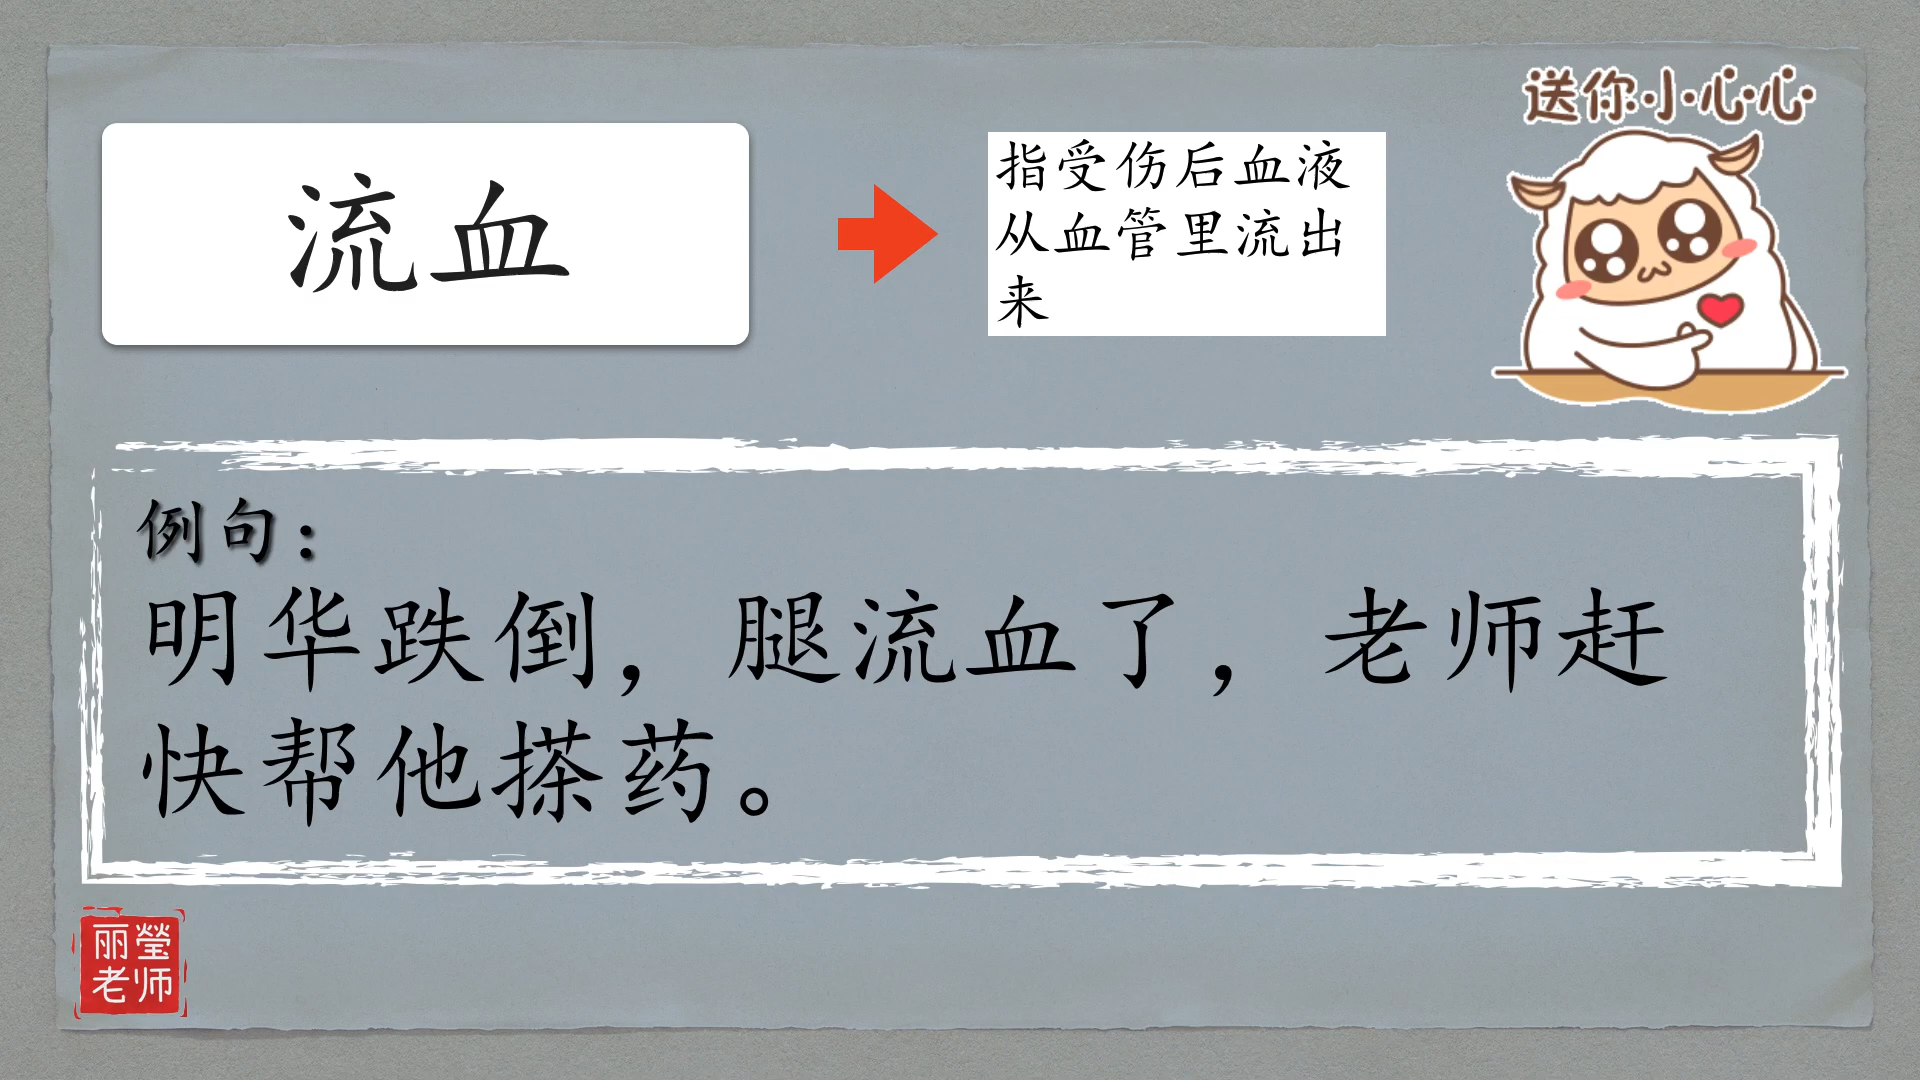 送你小心心
流血
指受伤后血液
从血管里流出
来
例句：
明华跌倒，腿流血了，老师赶
快帮他搽药。
丽莹
老师